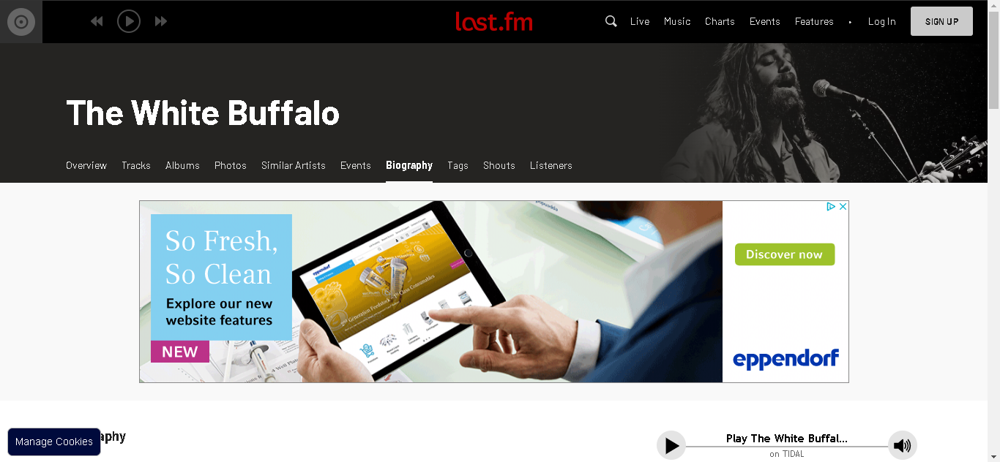 last.fm
Live
Music
Charts
Events
Features
·
Log In
SIGN UP
The White Buffalo
Overview
Tracks
Albums
Photos
Similar Artists
Events
Biography
Tags
Shouts
Listeners
So Fresh,
So Clean
Explore our new
website features
NEW
eppendorf
Discover now
eppendorf
aphy
Manage Cookies
Play The White Buffal...
on TIDAL